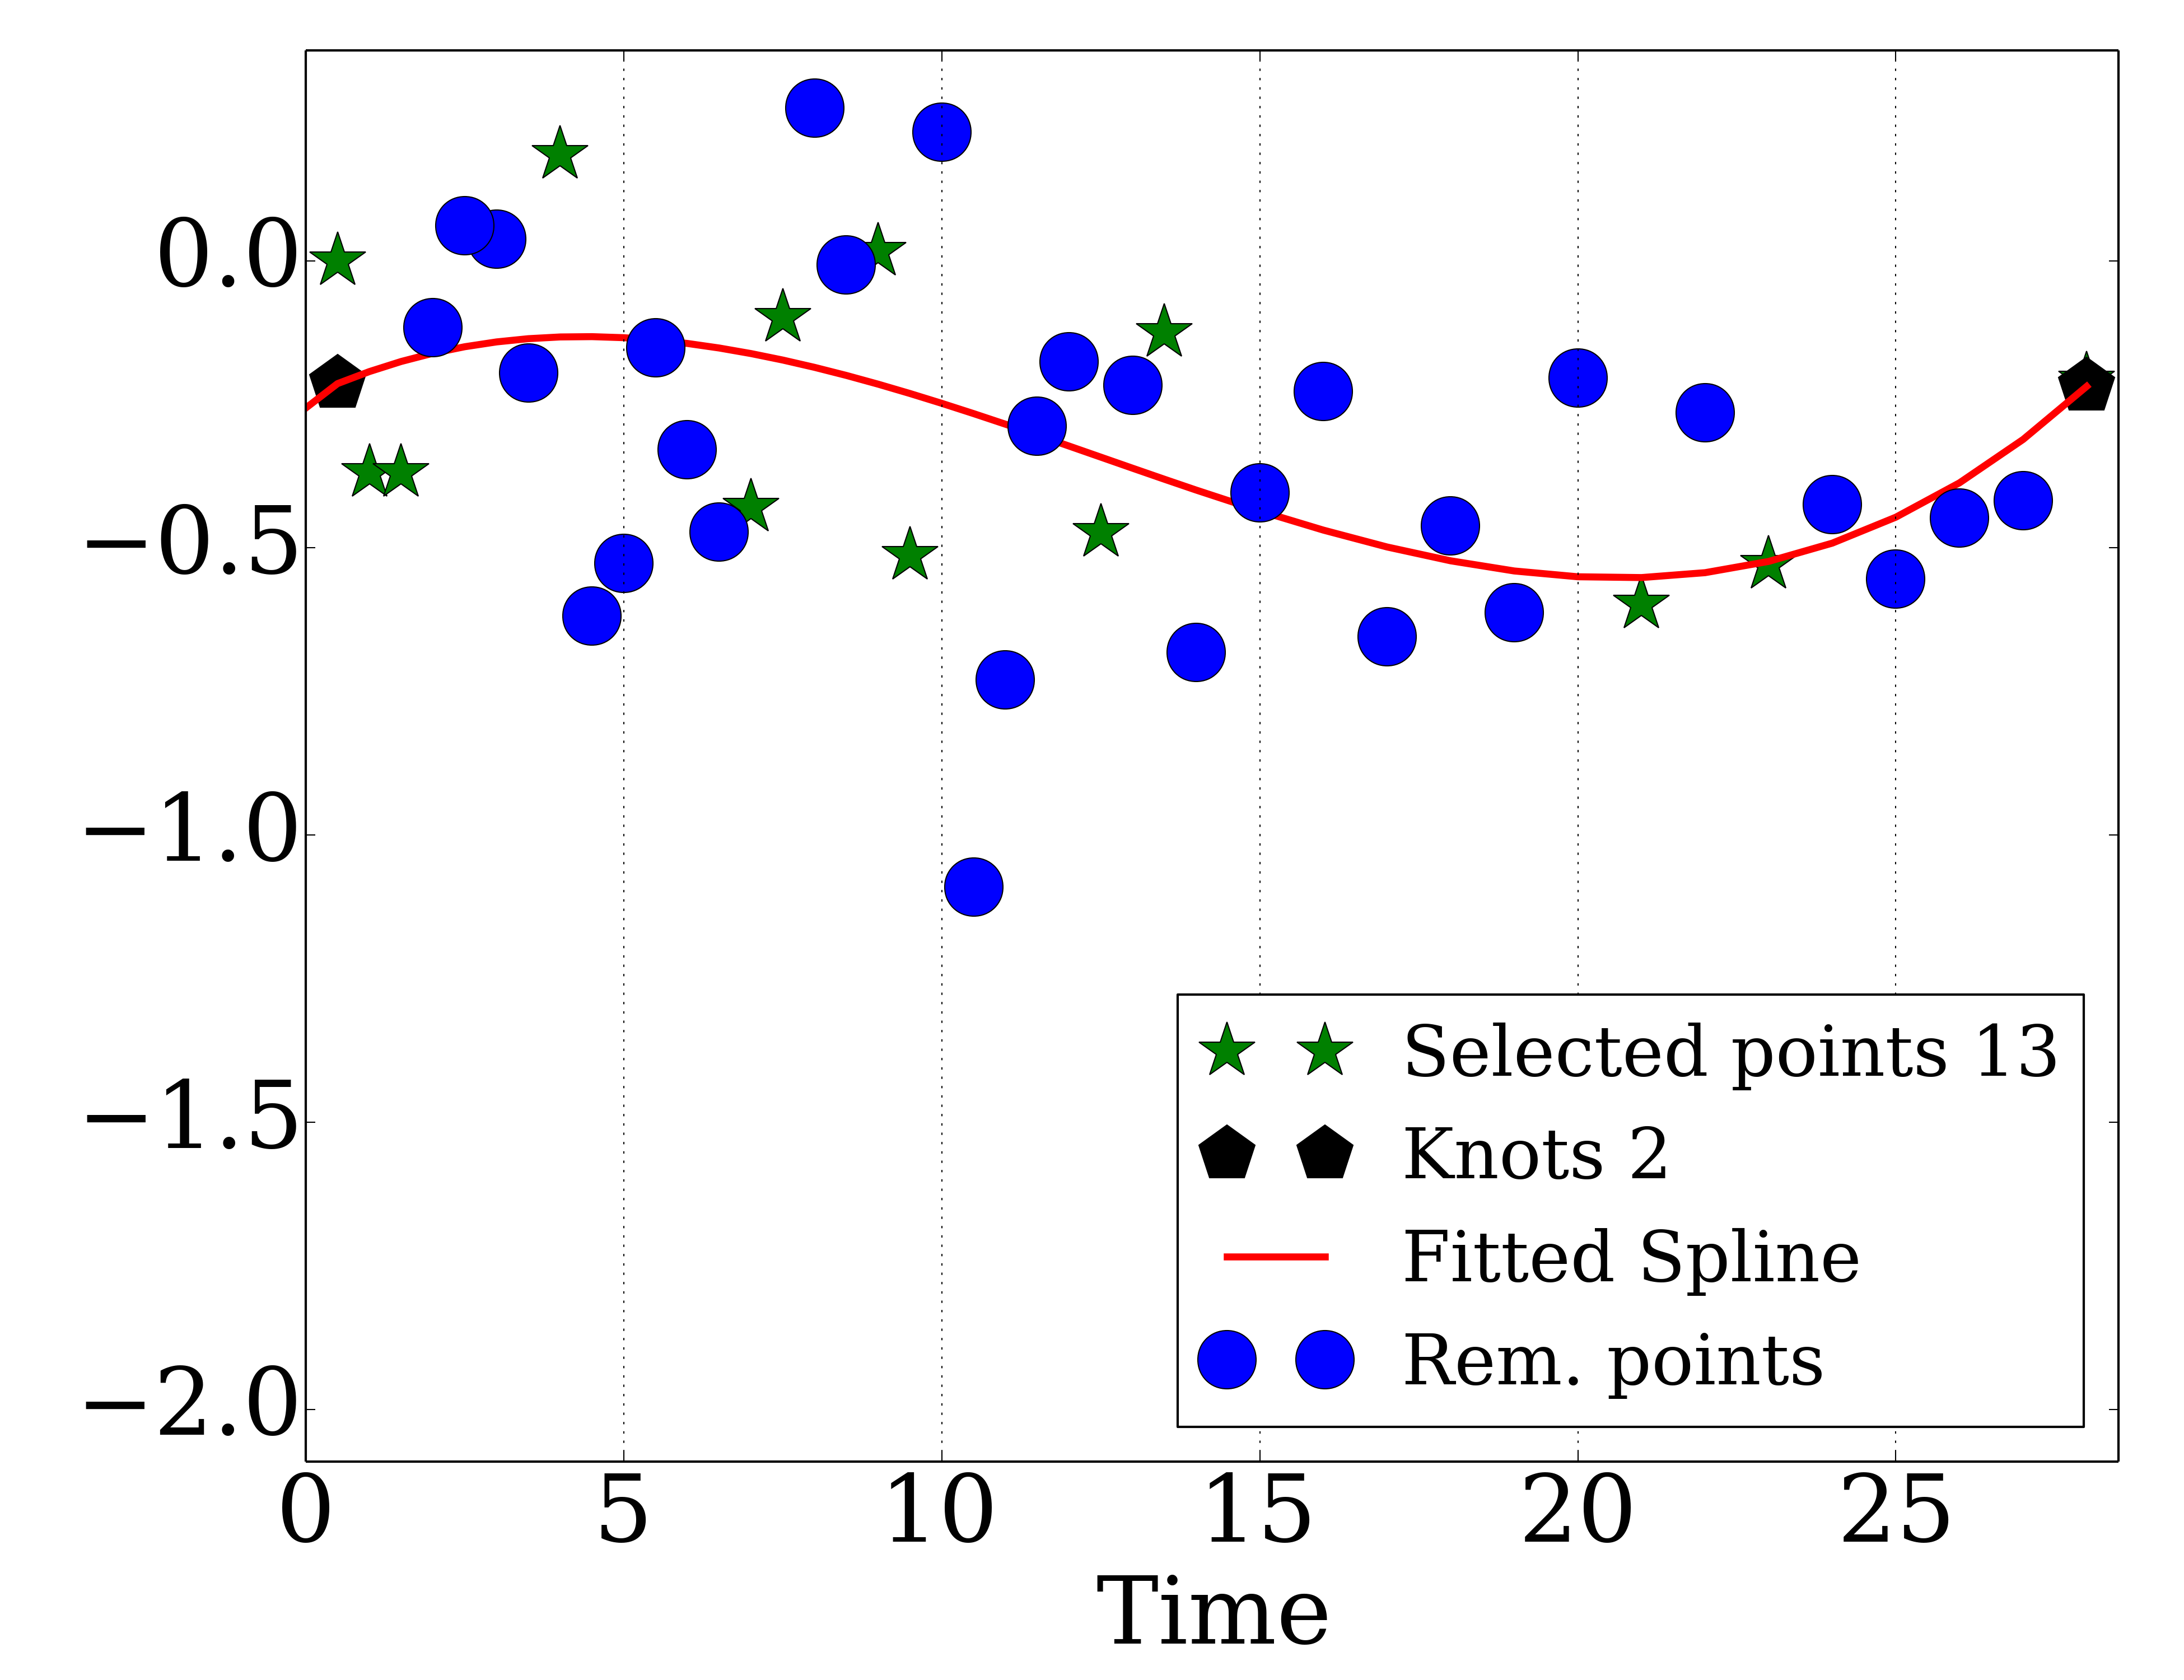 0.0
−0.5
−1.0
−1.5
−2.0
0 5 10 15 20 25
Time
Selected points 13
Knots 2
Fitted Spline
Rem. points